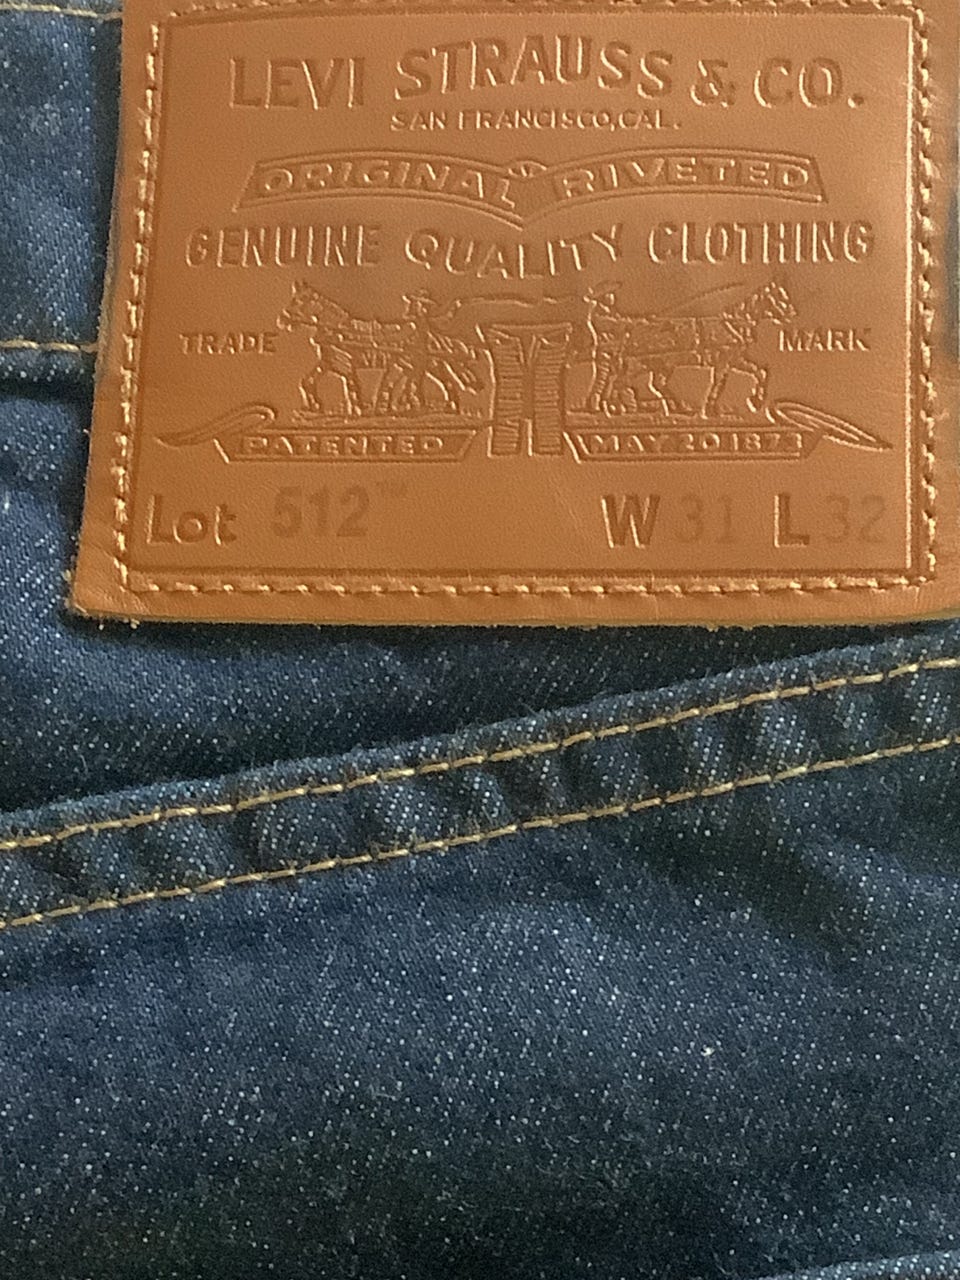 LEVI STRAUSS & CO.
SAN FRANCISCO, CAL.
ORIGINAL RIVETED
GENUINE QUALITY CLOTHING
TRADE MARK
PATENTED MAY 20 1873
Lot 512™ W 31 L 32